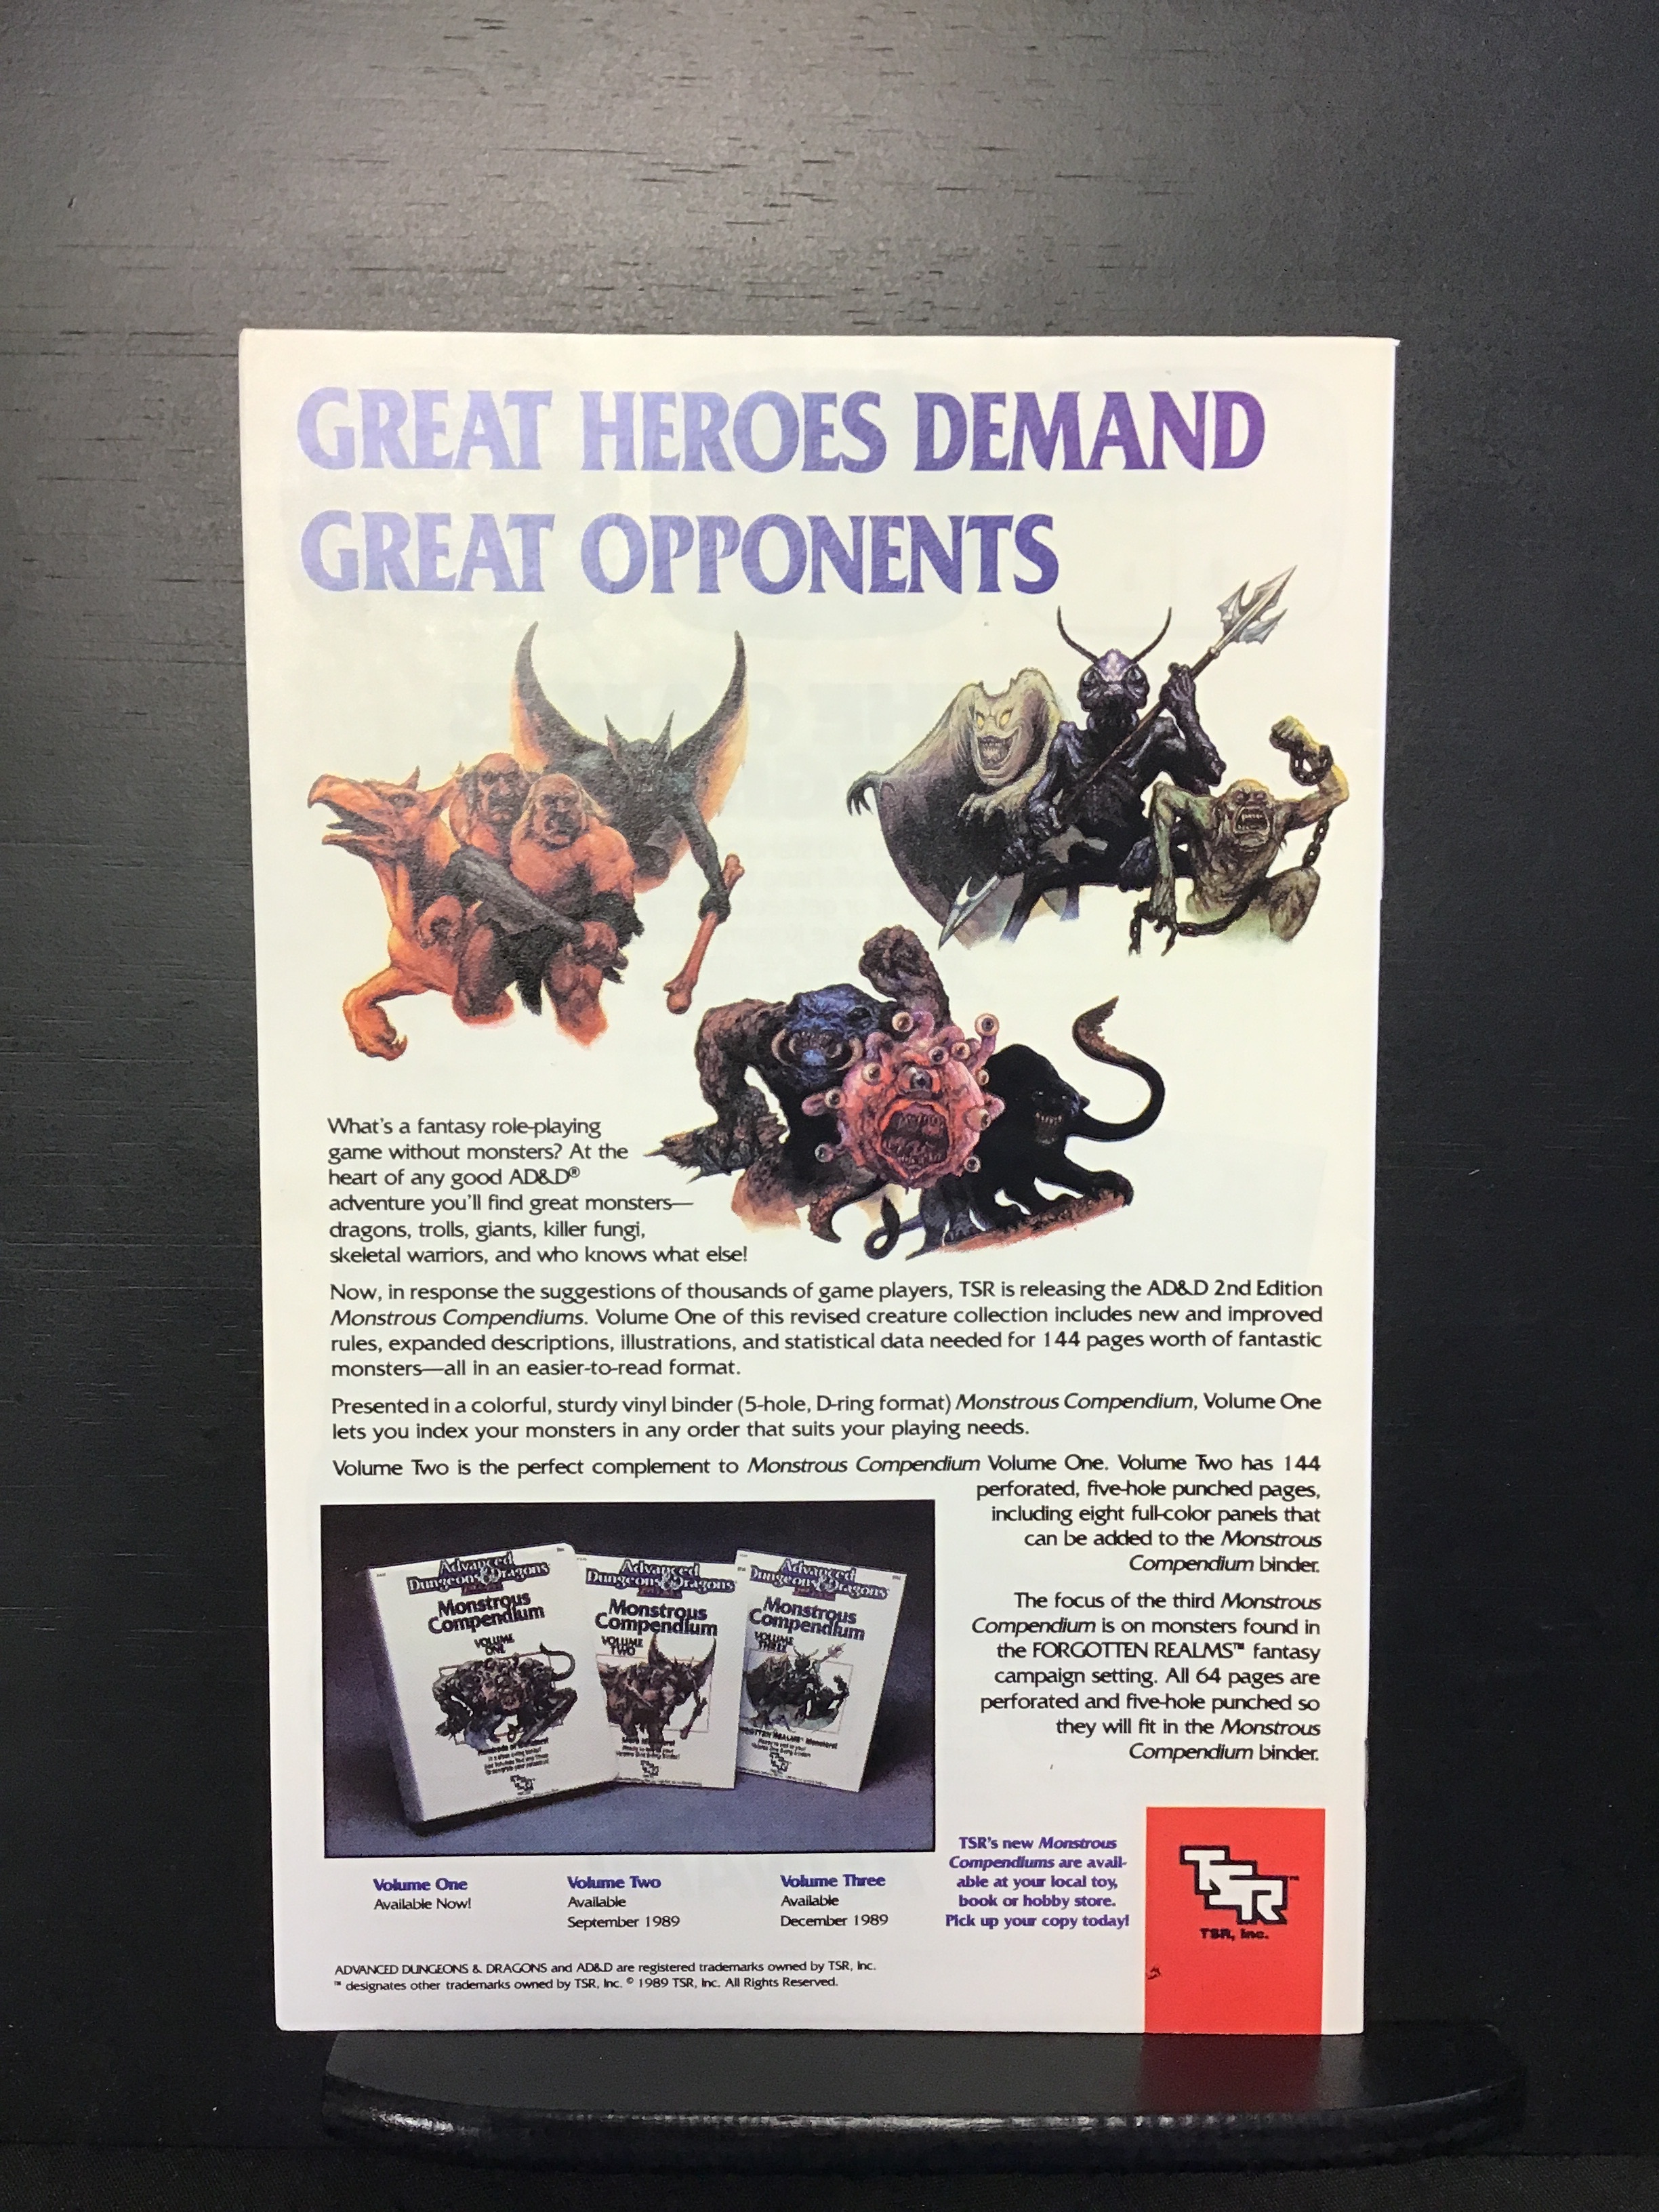 GREAT HEROES DEMAND
GREAT OPPONENTS
What's a fantasy role-playing
game without monsters? At the
heart of any good AD&D®
adventure you'll find great monsters—
dragons, trolls, giants, killer fungi,
skeletal warriors, and who knows what else!
Now, in response the suggestions of thousands of game players, TSR is releasing the AD&D 2nd Edition
Monstrous Compendiums. Volume One of this revised creature collection includes new and improved
rules, expanded descriptions, illustrations, and statistical data needed for 144 pages worth of fantastic
monsters—all in an easier-to-read format.
Presented in a colorful, sturdy vinyl binder (5-hole, D-ring format) Monstrous Compendium, Volume One
lets you index your monsters in any order that suits your playing needs.
Volume Two is the perfect complement to Monstrous Compendium Volume One. Volume Two has 144
perforated, five-hole punched pages,
including eight full-color panels that
can be added to the Monstrous
Compendium binder.
The focus of the third Monstrous
Compendium is on monsters found in
the FORGOTTEN REALMS™ fantasy
campaign setting. All 64 pages are
perforated and five-hole punched so
they will fit in the Monstrous
Compendium binder.
Advanced
Dungeons & Dragons
Monstrous
Compendium
VOLUME
ONE
Advanced
Dungeons & Dragons
Monstrous
Compendium
VOLUME
TWO
Advanced
Dungeons & Dragons
Monstrous
Compendium
VOLUME
THREE
Volume One
Available Now!
Volume Two
Available
September 1989
Volume Three
Available
December 1989
TSR's new Monstrous
Compendiums are avail-
able at your local toy,
book or hobby store.
Pick up your copy today!
TSR™
TSR, Inc.
ADVANCED DUNGEONS & DRAGONS and AD&D are registered trademarks owned by TSR, Inc.
™ designates other trademarks owned by TSR, Inc. © 1989 TSR, Inc. All Rights Reserved.